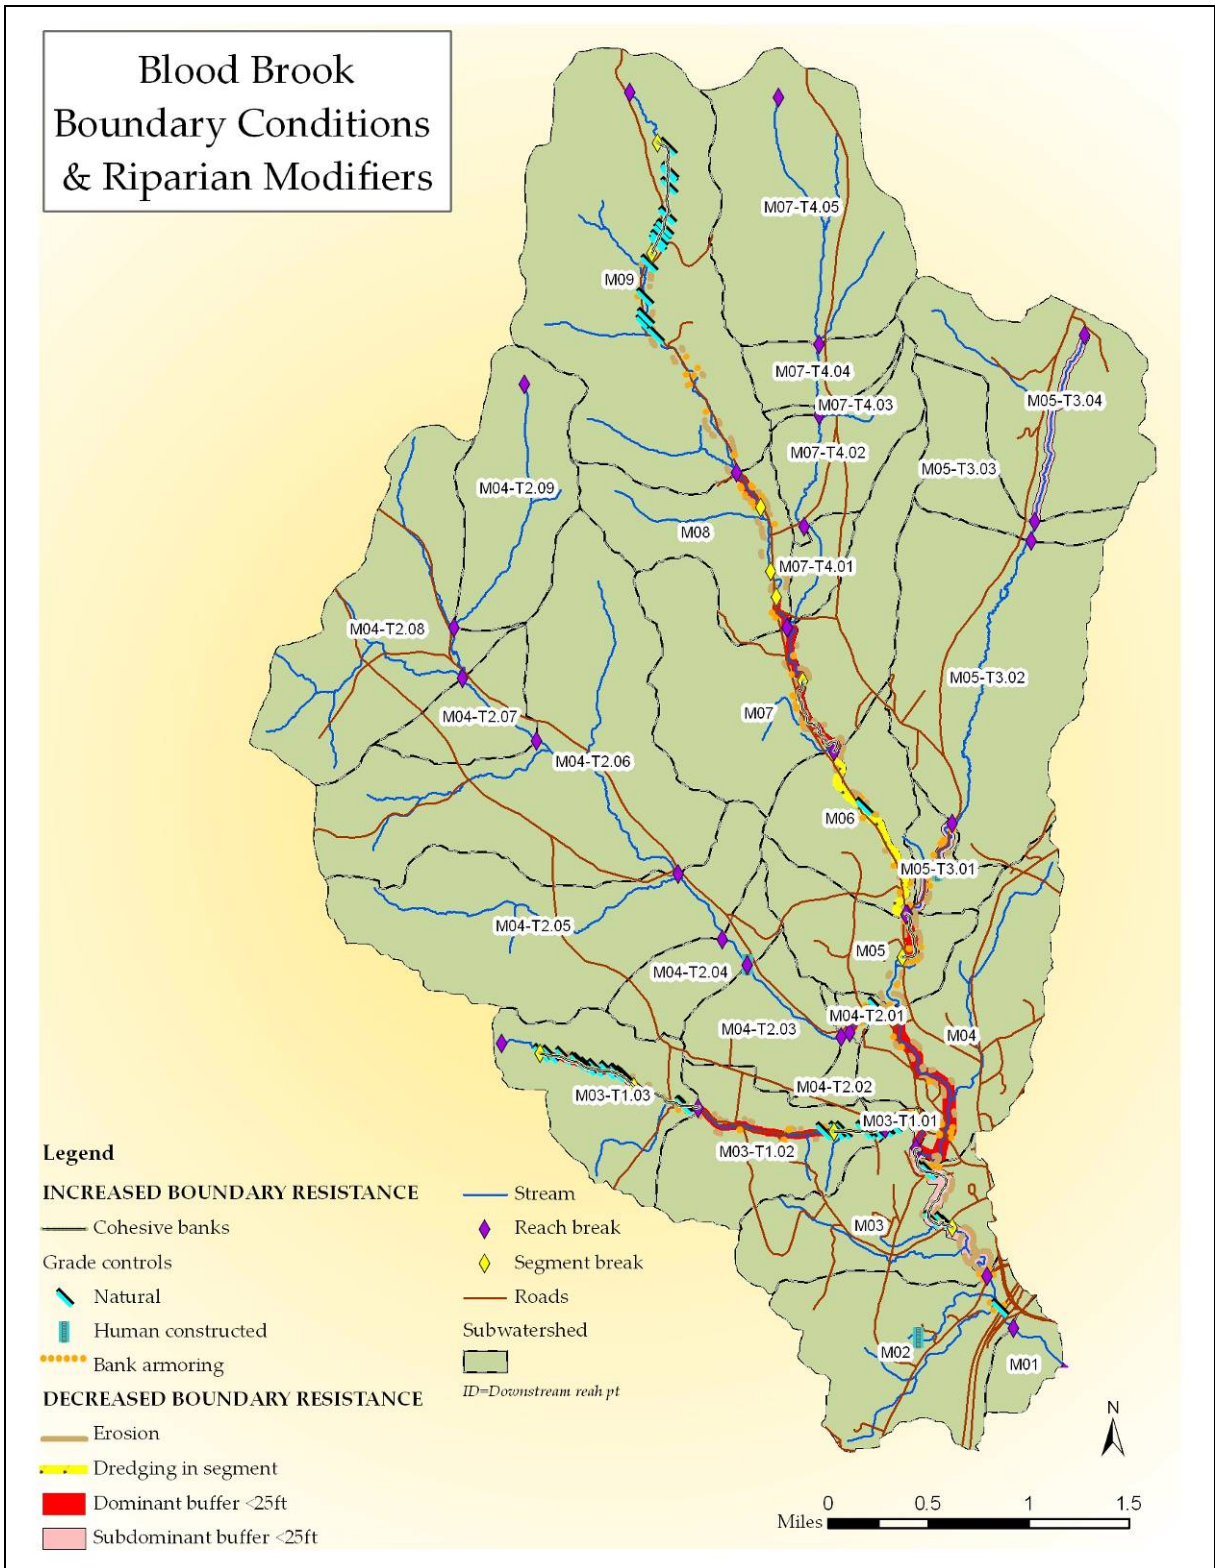 Blood Brook
Boundary Conditions
& Riparian Modifiers
M07-T4.05
M09
M07-T4.04
M07-T4.03
M05-T3.04
M07-T4.02
M05-T3.03
M04-T2.09
M08
M07-T4.01
M04-T2.08
M05-T3.02
M04-T2.07
M07
M04-T2.06
M06
M05-T3.01
M04-T2.05
M05
M04-T2.04
M04-T2.01
M04-T2.03
M04
M04-T2.02
M03-T1.03
M03-T1.01
M03-T1.02
M03
M02
M01
Legend
INCREASED BOUNDARY RESISTANCE
Cohesive banks
Grade controls
Natural
Human constructed
Bank armoring
DECREASED BOUNDARY RESISTANCE
Erosion
Dredging in segment
Dominant buffer <25ft
Subdominant buffer <25ft
Stream
Reach break
Segment break
Roads
Subwatershed
ID=Downstream reah pt
N
0 0.5 1 1.5
Miles